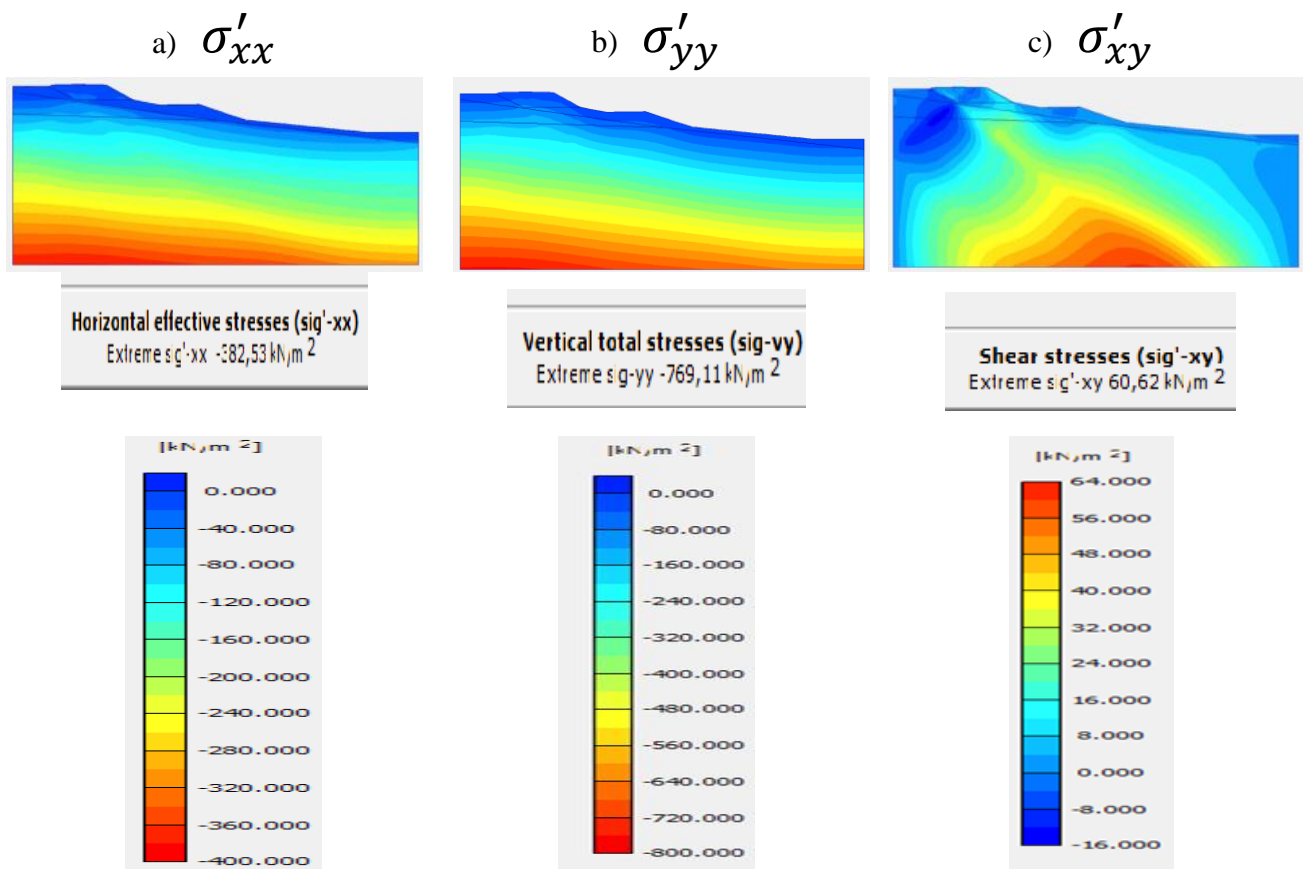 a) σ′xx
b) σ′yy
c) σ′xy
Horizontal effective stresses (sig'-xx)
Extreme sig'-xx -382,53 kN/m 2
Vertical total stresses (sig-yy)
Extreme sig-yy -769,11 kN/m 2
Shear stresses (sig'-xy)
Extreme sig'-xy 60,62 kN/m 2
[kN/m 2]
0.000
-40.000
-80.000
-120.000
-160.000
-200.000
-240.000
-280.000
-320.000
-360.000
-400.000
[kN/m 2]
0.000
-80.000
-160.000
-240.000
-320.000
-400.000
-480.000
-560.000
-640.000
-720.000
-800.000
[kN/m 2]
64.000
56.000
48.000
40.000
32.000
24.000
16.000
8.000
0.000
-8.000
-16.000